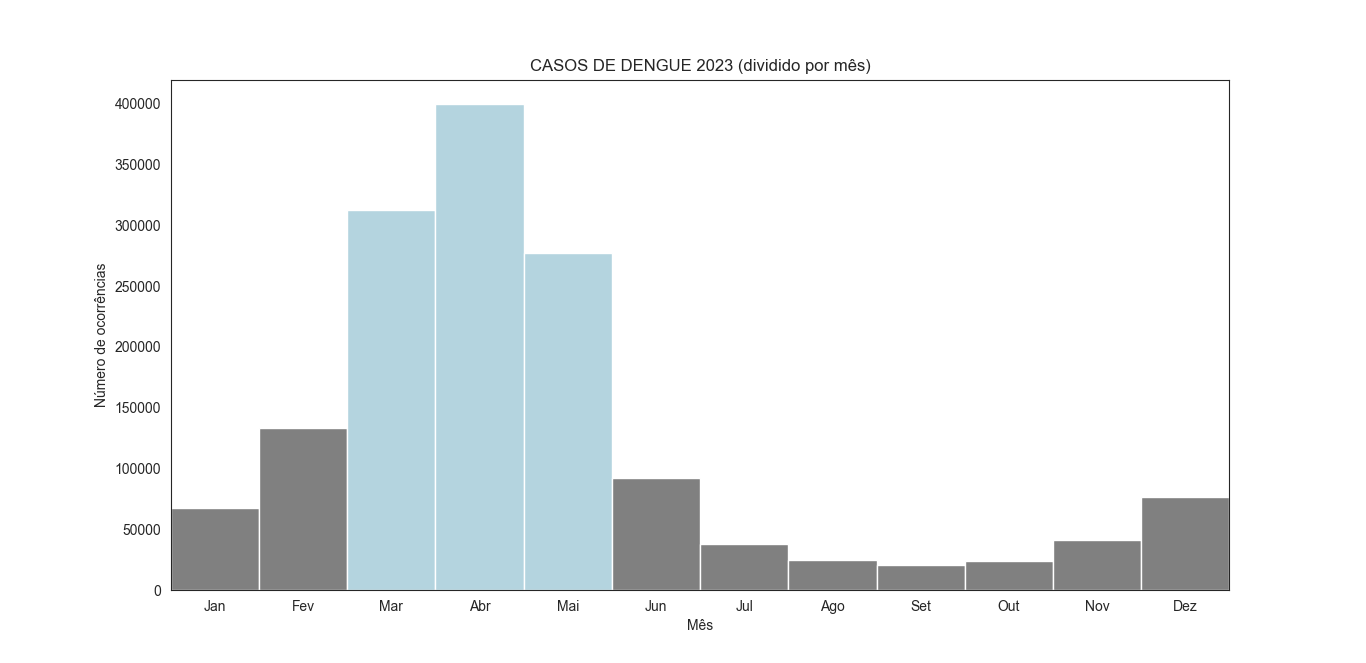 CASOS DE DENGUE 2023 (dividido por mês)
Número de ocorrências
400000
350000
300000
250000
200000
150000
100000
50000
0
Jan Fev Mar Abr Mai Jun Jul Ago Set Out Nov Dez
Mês